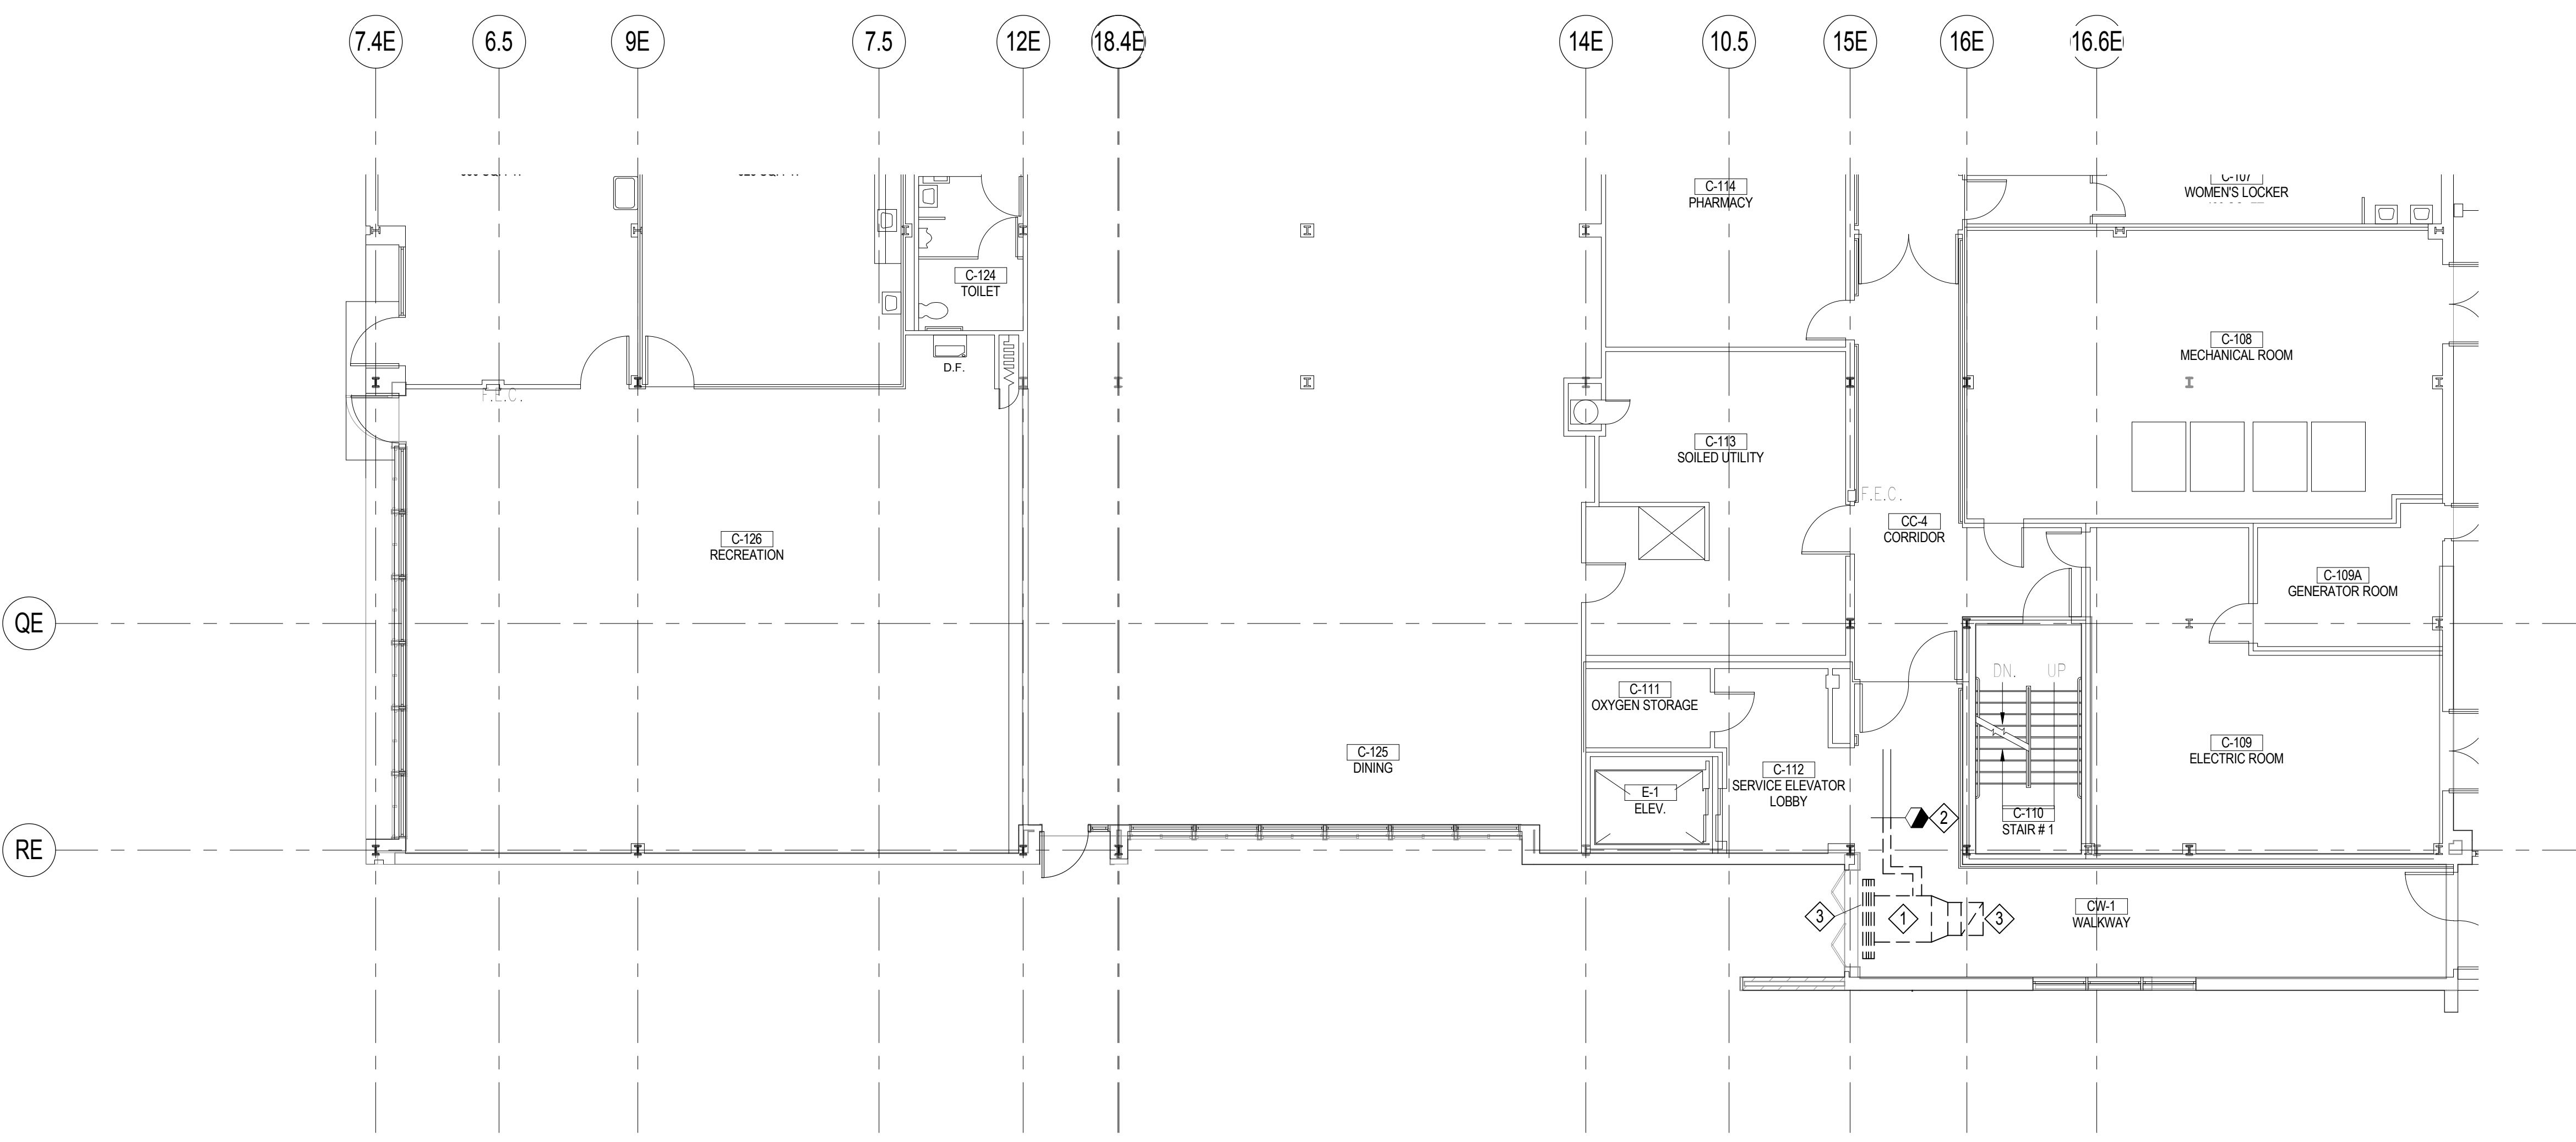 7.4E
6.5
9E
7.5
12E
18.4E
14E
10.5
15E
16E
16.6E
C-114
PHARMACY
C-107
WOMEN'S LOCKER
C-124
TOILET
D.F.
C-108
MECHANICAL ROOM
F.E.C.
C-113
SOILED UTILITY
F.E.C.
CC-4
CORRIDOR
C-126
RECREATION
C-109A
GENERATOR ROOM
QE
DN.
UP
C-111
OXYGEN STORAGE
C-125
DINING
C-109
ELECTRIC ROOM
C-112
SERVICE ELEVATOR
LOBBY
E-1
ELEV.
C-110
STAIR # 1
2
RE
3
1
3
CW-1
WALKWAY